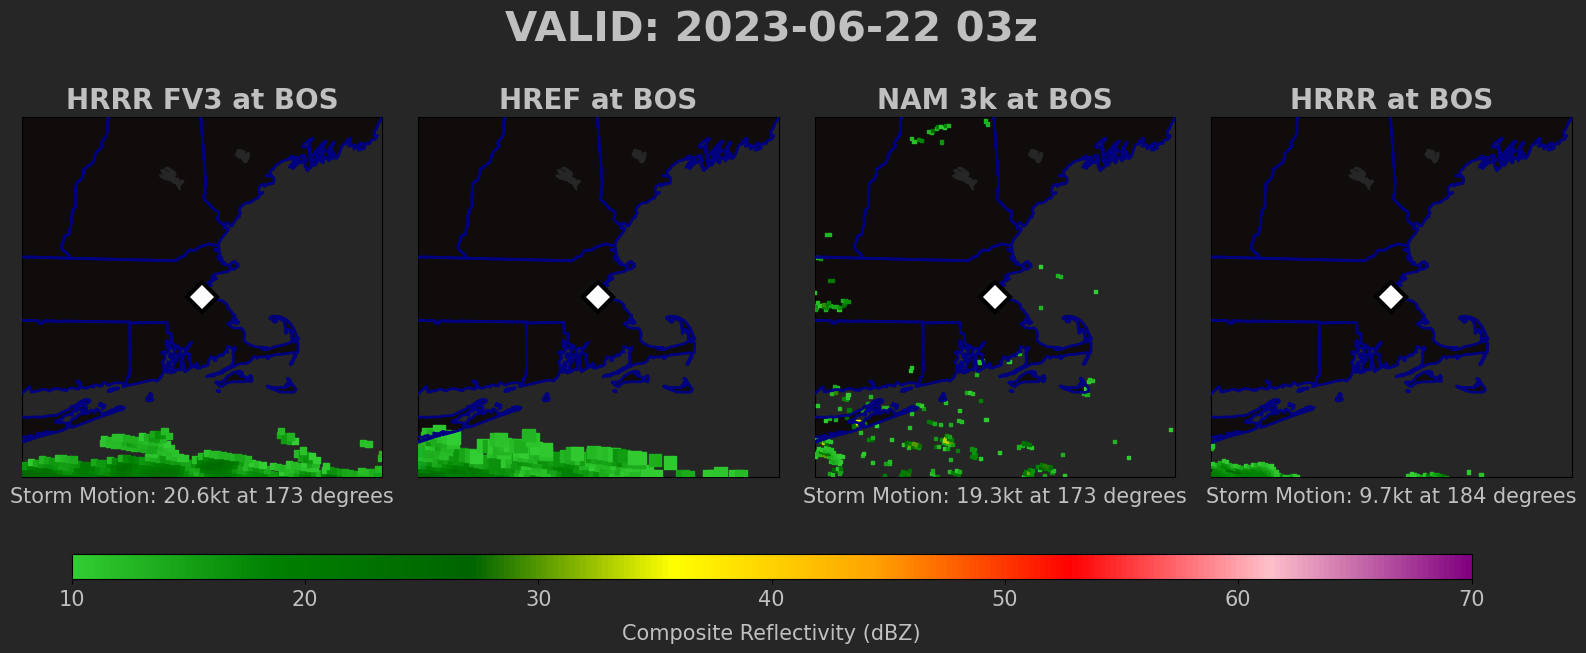 VALID: 2023-06-22 03z
HRRR FV3 at BOS
HREF at BOS
NAM 3k at BOS
HRRR at BOS
Storm Motion: 20.6kt at 173 degrees
Storm Motion: 19.3kt at 173 degrees
Storm Motion: 9.7kt at 184 degrees
10 20 30 40 50 60 70
Composite Reflectivity (dBZ)